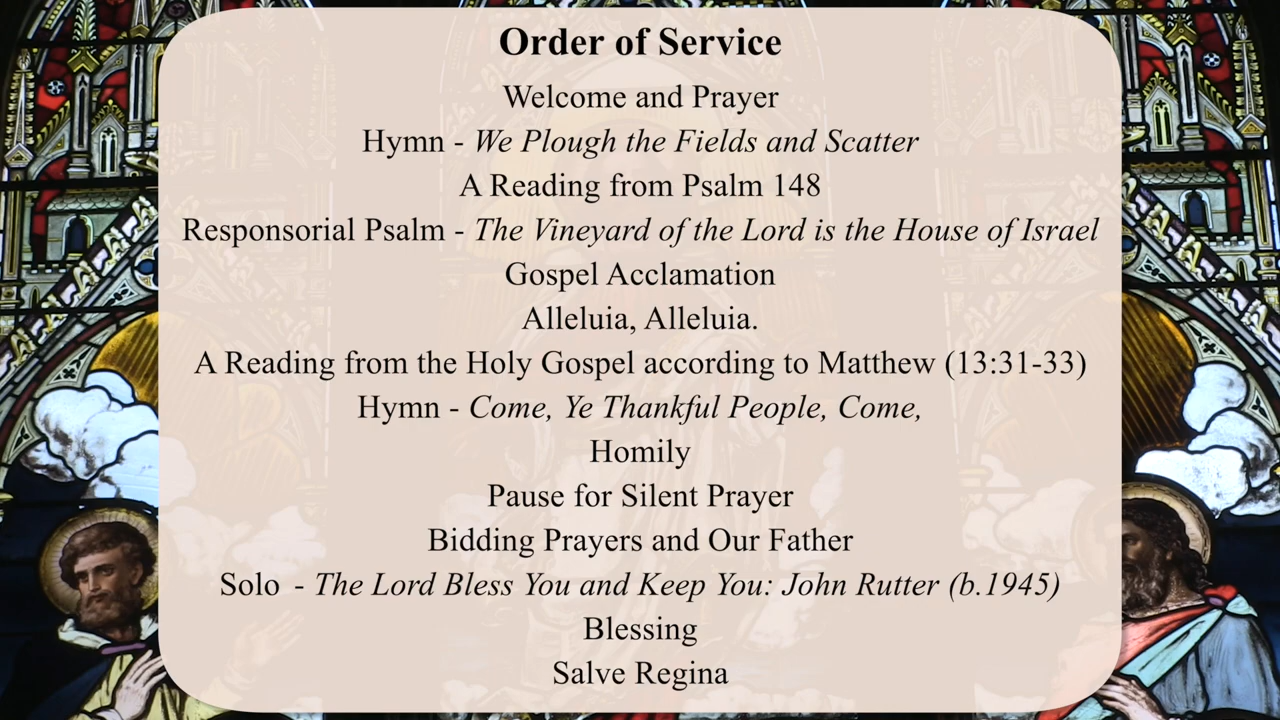 Order of Service
Welcome and Prayer
Hymn - We Plough the Fields and Scatter
A Reading from Psalm 148
Responsorial Psalm - The Vineyard of the Lord is the House of Israel
Gospel Acclamation
Alleluia, Alleluia.
A Reading from the Holy Gospel according to Matthew (13:31-33)
Hymn - Come, Ye Thankful People, Come,
Homily
Pause for Silent Prayer
Bidding Prayers and Our Father
Solo - The Lord Bless You and Keep You: John Rutter (b.1945)
Blessing
Salve Regina